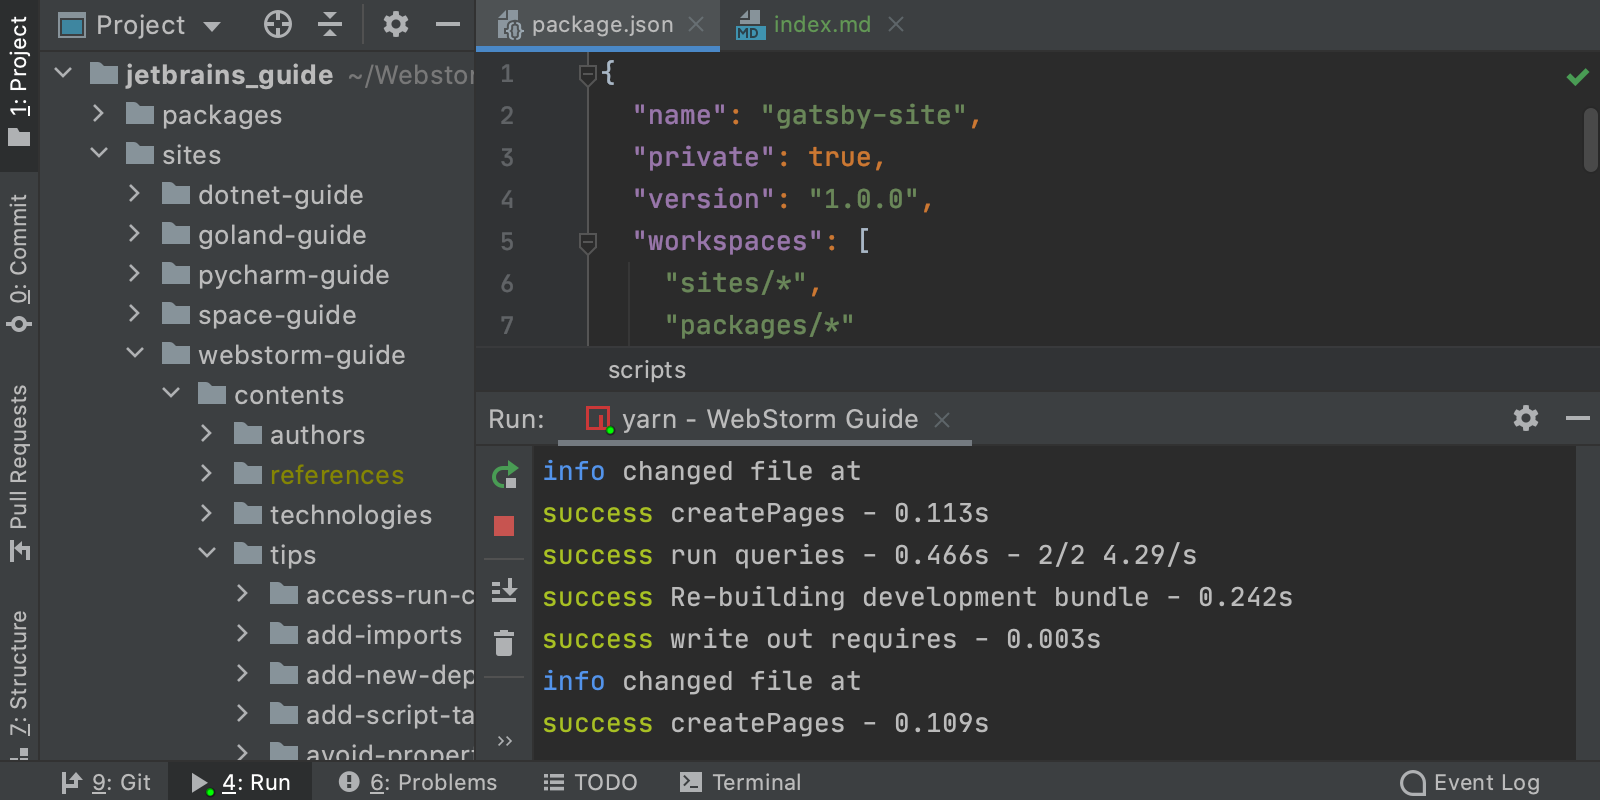 1: Project
0: Commit
Pull Requests
7: Structure
Project
jetbrains_guide ~/Webstor
packages
sites
dotnet-guide
goland-guide
pycharm-guide
space-guide
webstorm-guide
contents
authors
references
technologies
tips
access-run-c
add-imports
add-new-dep
add-script-ta
avoid-propert
package.json
MD index.md
1 {
2 "name": "gatsby-site",
3 "private": true,
4 "version": "1.0.0",
5 "workspaces": [
6 "sites/*",
7 "packages/*"
scripts
Run: yarn - WebStorm Guide
info changed file at
success createPages - 0.113s
success run queries - 0.466s - 2/2 4.29/s
success Re-building development bundle - 0.242s
success write out requires - 0.003s
info changed file at
success createPages - 0.109s
9: Git 4: Run 6: Problems TODO Terminal Event Log